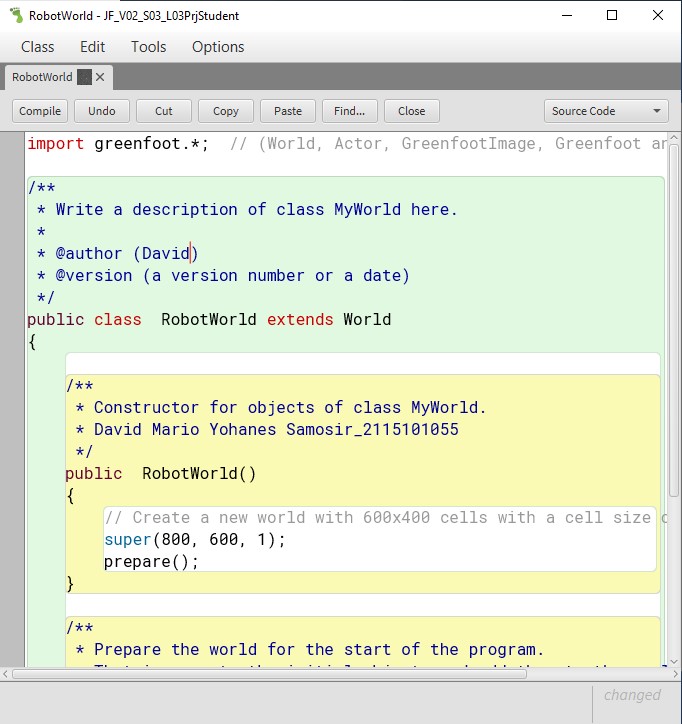 RobotWorld - JF_V02_S03_L03PrjStudent
Class Edit Tools Options
RobotWorld
Compile Undo Cut Copy Paste Find... Close Source Code
import greenfoot.*;  // (World, Actor, GreenfootImage, Greenfoot an
/**
 * Write a description of class MyWorld here.
 *
 * @author (David)
 * @version (a version number or a date)
 */
public class  RobotWorld extends World
{
/**
 * Constructor for objects of class MyWorld.
 * David Mario Yohanes Samosir_2115101055
 */
public  RobotWorld()
{
// Create a new world with 600x400 cells with a cell size
super(800, 600, 1);
prepare();
}
/**
 * Prepare the world for the start of the program.
changed